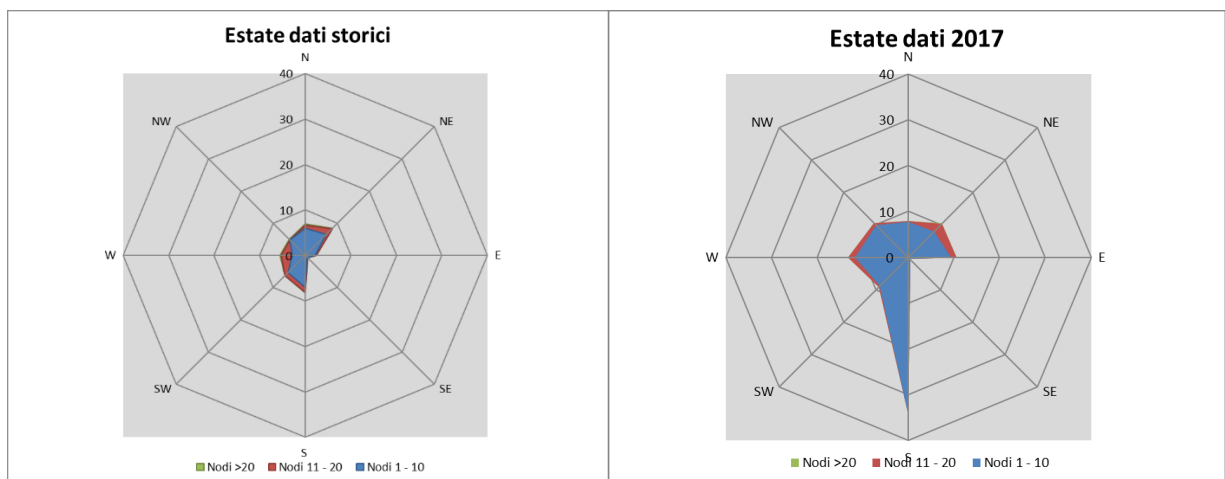 Estate dati storici
N
40
NW
NE
30
20
10
W
0
E
SW
SE
S
Nodi >20 Nodi 11 - 20 Nodi 1 - 10
Estate dati 2017
N
40
NW
NE
30
20
10
W
0
E
SW
SE
S
Nodi >20 Nodi 11 - 20 Nodi 1 - 10